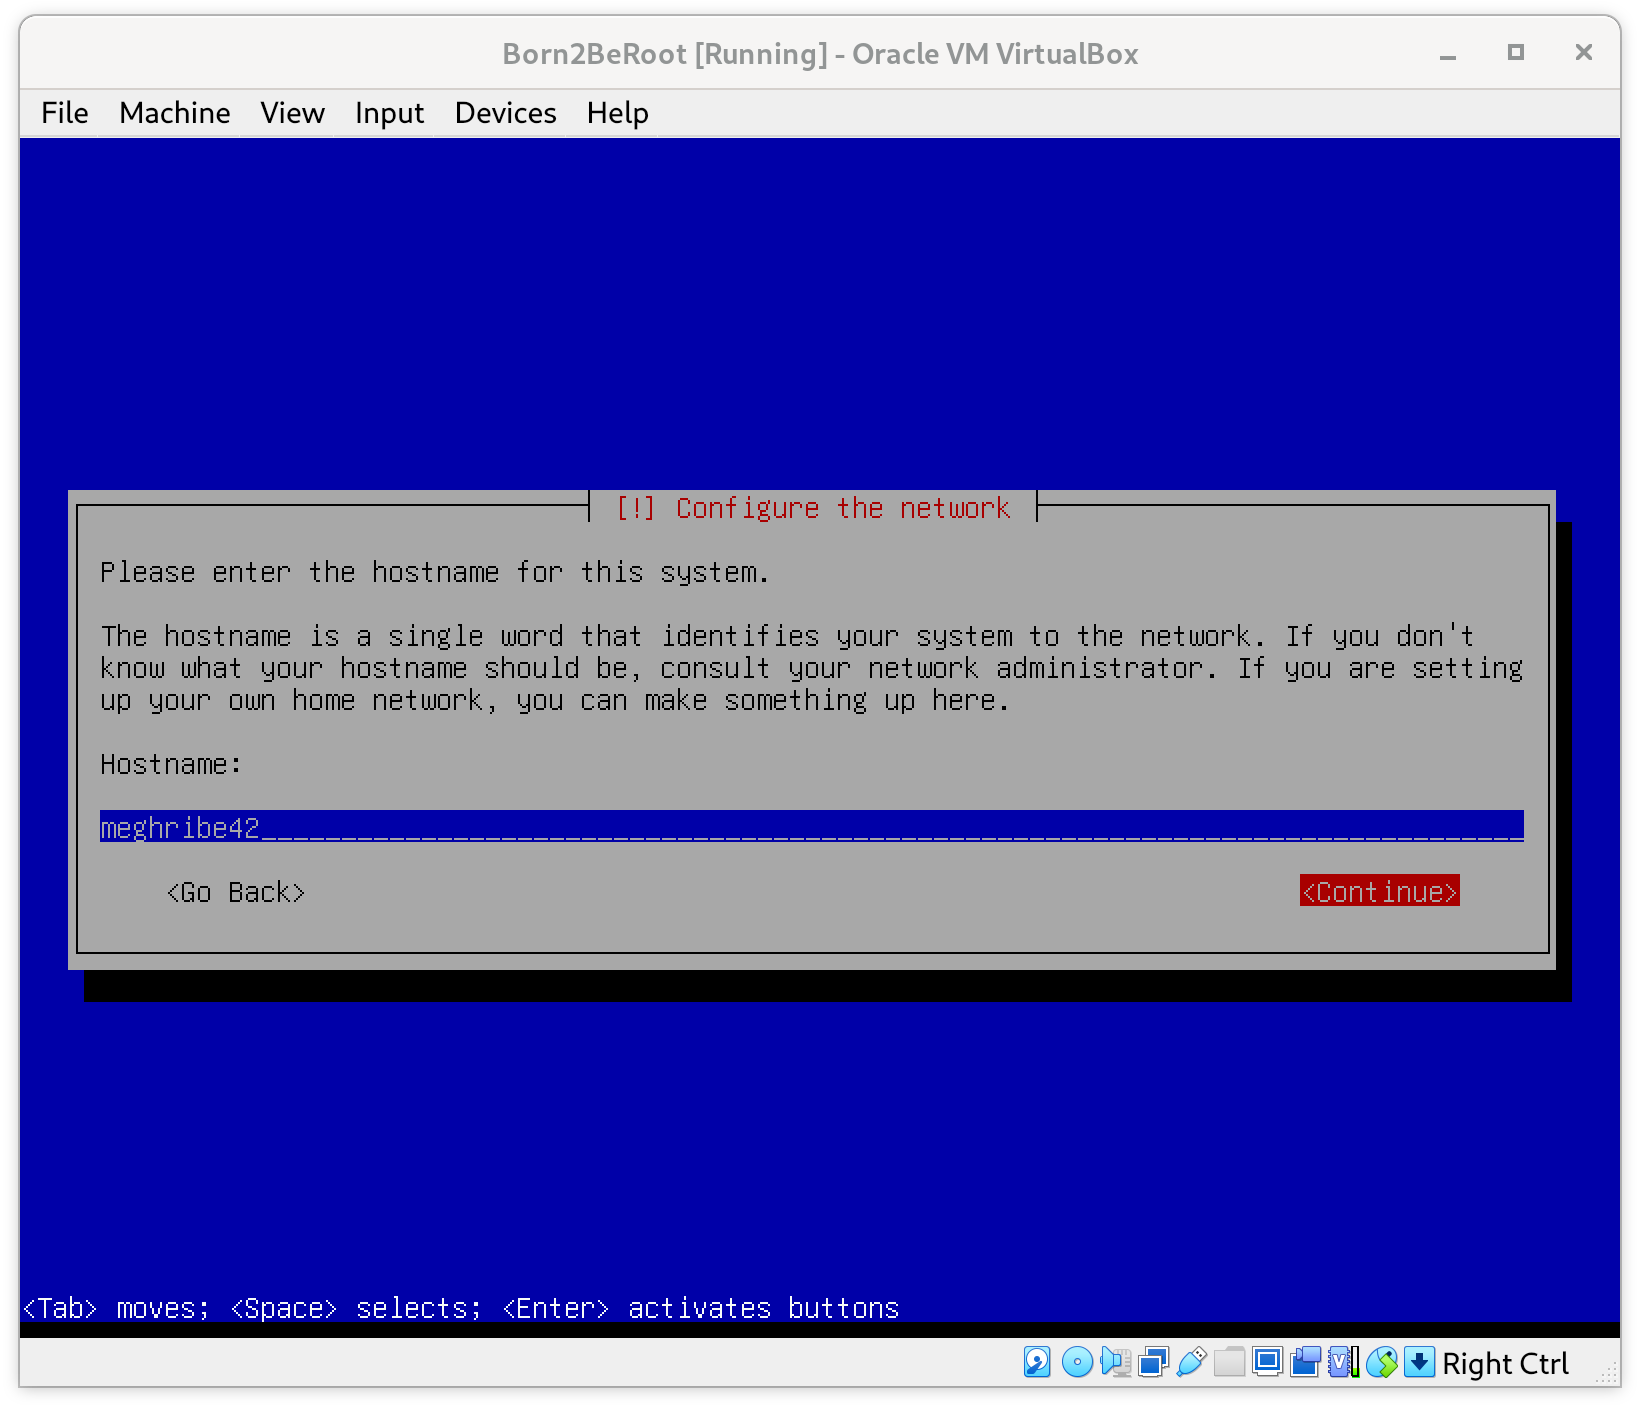 Born2BeRoot [Running] - Oracle VM VirtualBox
File Machine View Input Devices Help
[!] Configure the network
Please enter the hostname for this system.
The hostname is a single word that identifies your system to the network. If you don't
know what your hostname should be, consult your network administrator. If you are setting
up your own home network, you can make something up here.
Hostname:
meghribe42
<Go Back> <Continue>
<Tab> moves; <Space> selects; <Enter> activates buttons
Right Ctrl